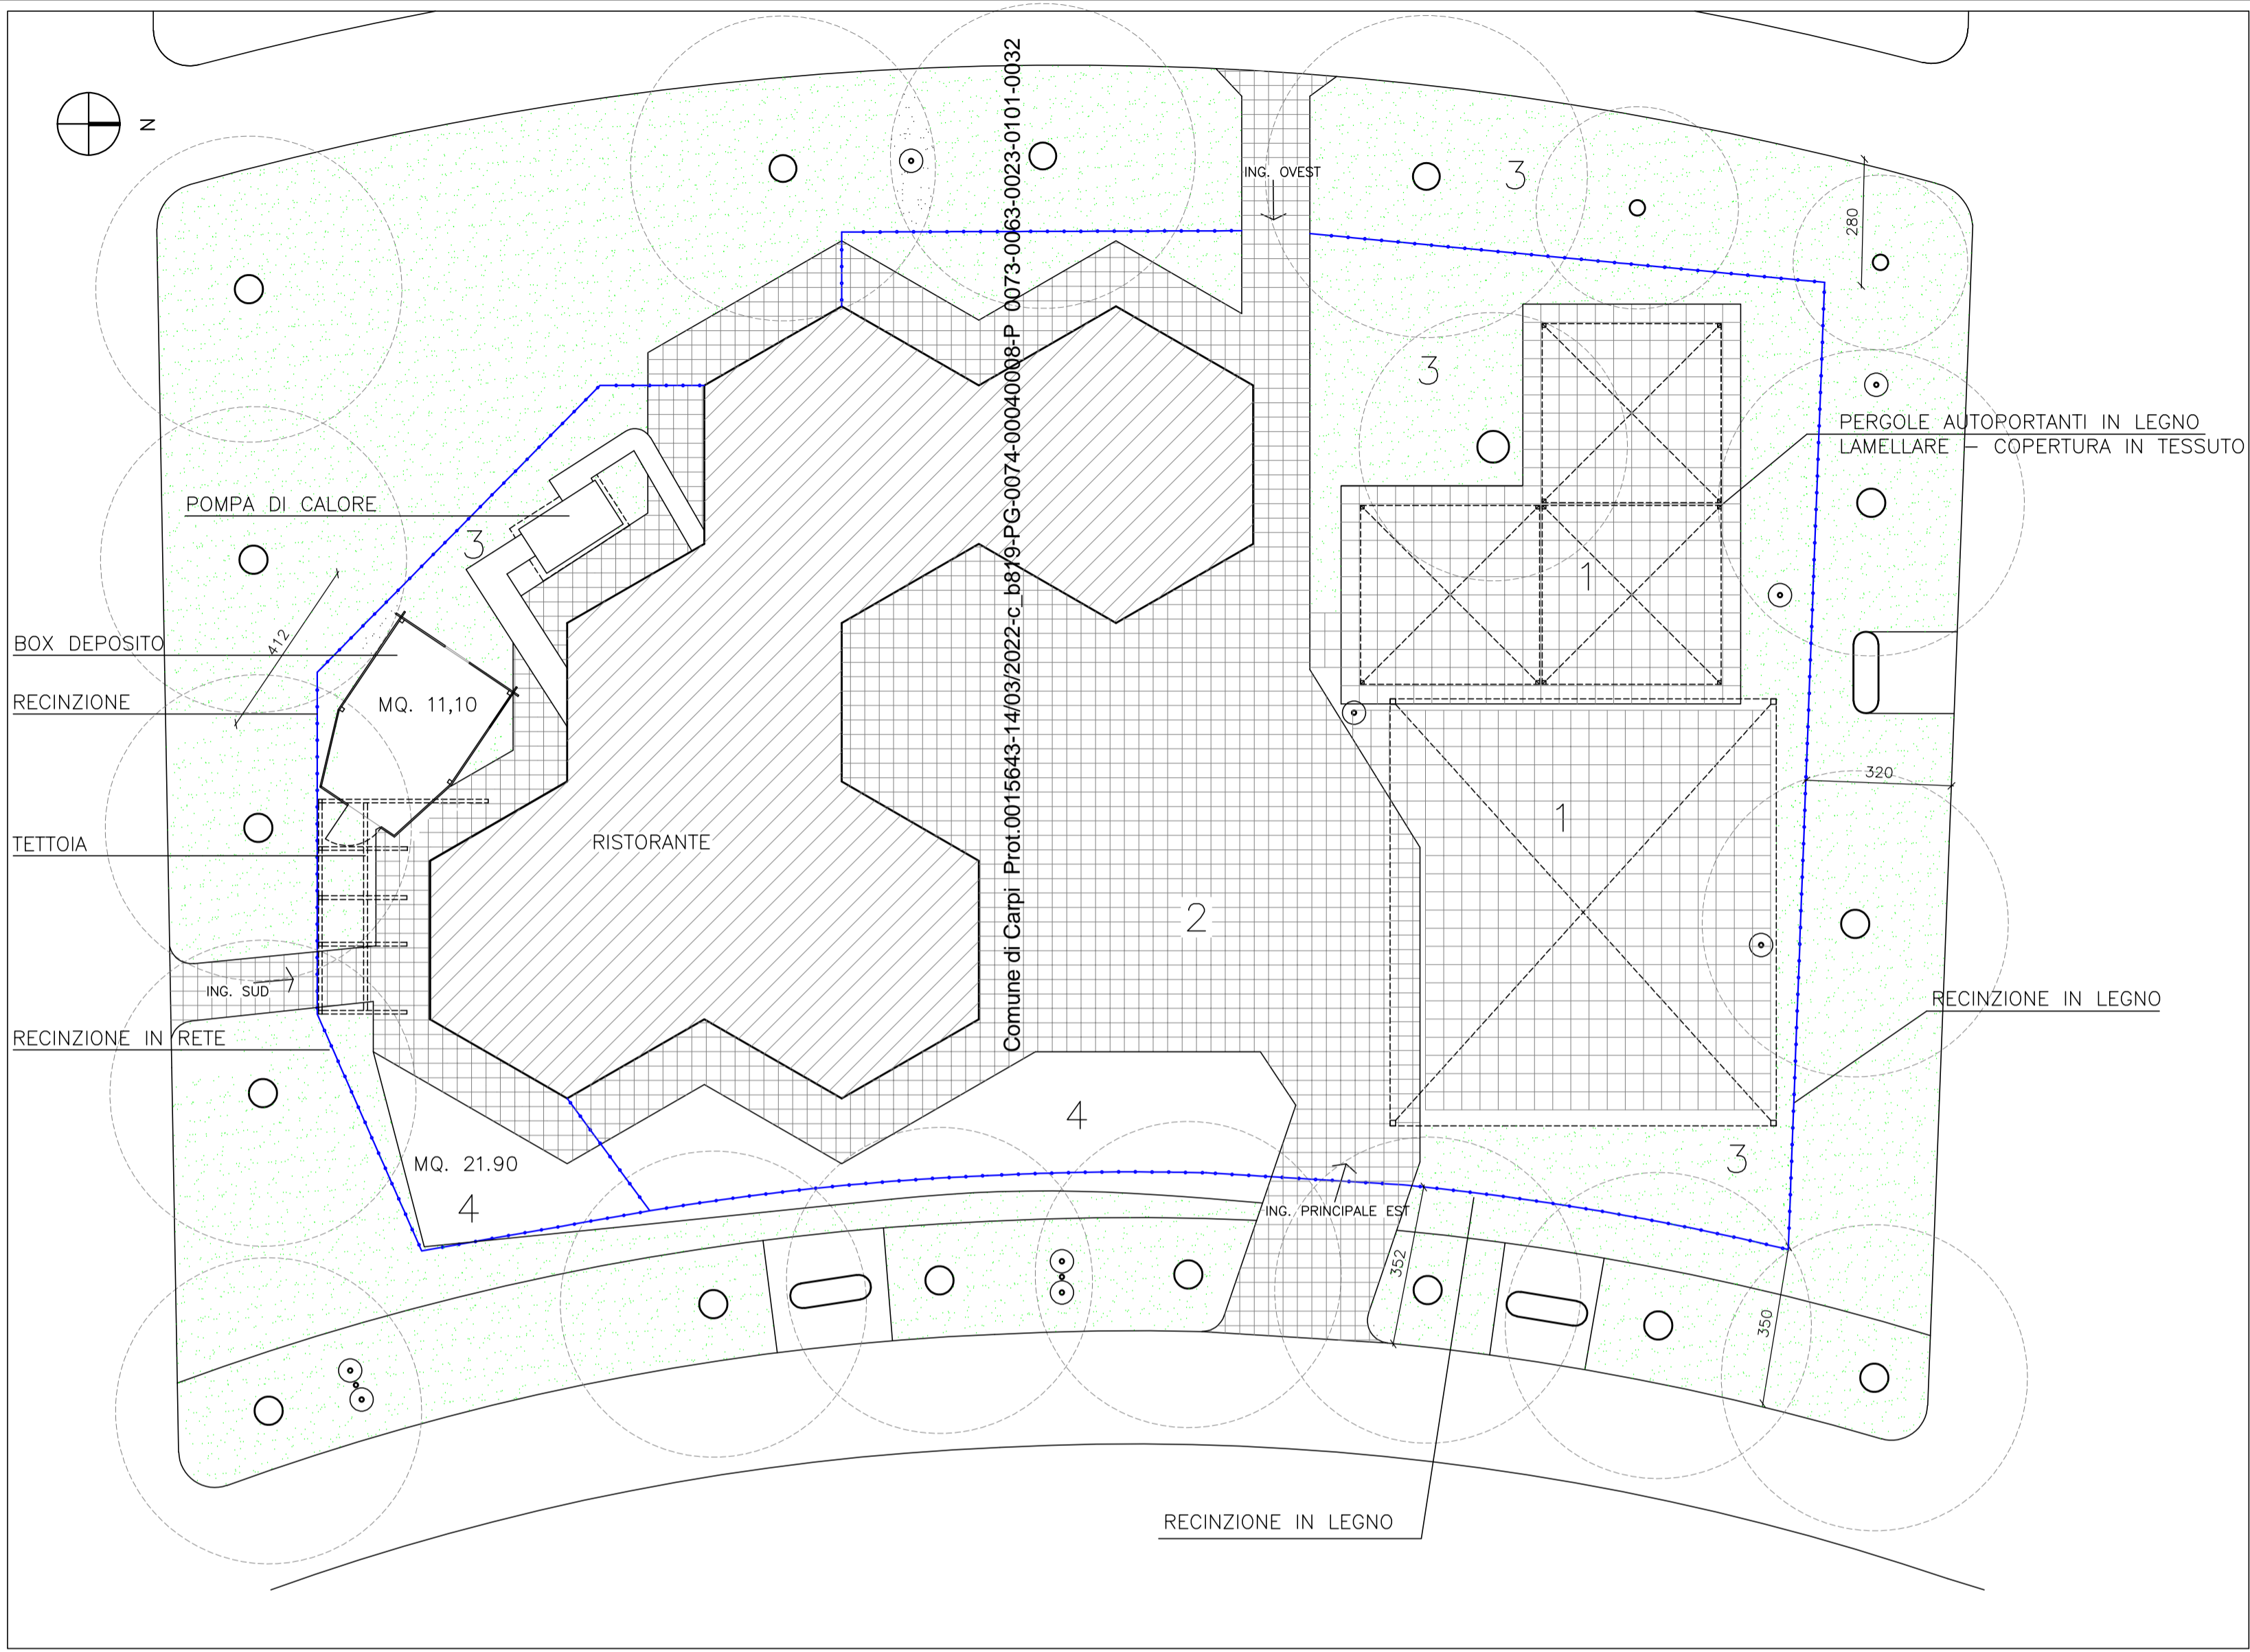 N
ING. OVEST
3
280
3
PERGOLE AUTOPORTANTI IN LEGNO
LAMELLARE – COPERTURA IN TESSUTO
POMPA DI CALORE
3
1
BOX DEPOSITO
412
RECINZIONE
MQ. 11,10
320
TETTOIA
RISTORANTE
1
2
Comune di Carpi Prot.0015643-14/03/2022-c_b819-PG-0074-00040008-P 0073-0063-0023-0101-0032
ING. SUD
RECINZIONE IN LEGNO
RECINZIONE IN RETE
4
MQ. 21.90
3
4
ING. PRINCIPALE EST
352
350
RECINZIONE IN LEGNO